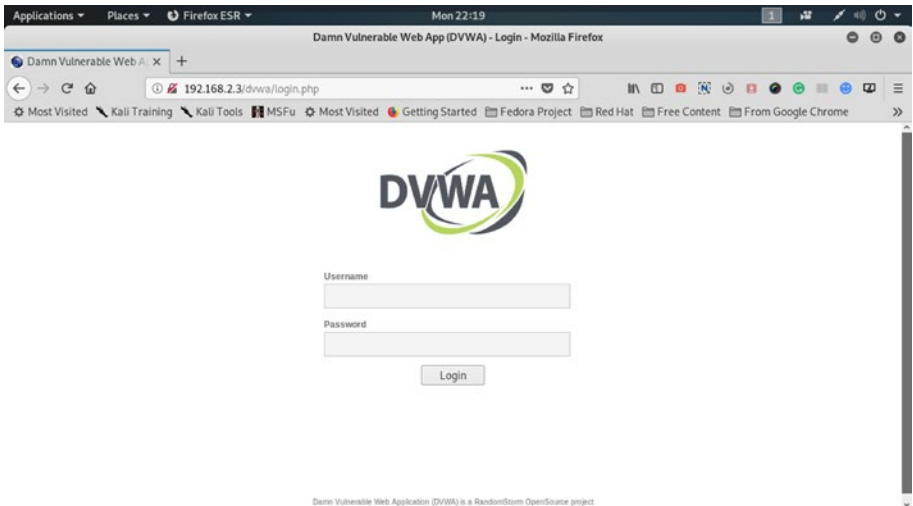 Applications Places Firefox ESR Mon 22:19 1
Damn Vulnerable Web App (DVWA) - Login - Mozilla Firefox
Damn Vulnerable Web A
192.168.2.3/dvwa/login.php
Most Visited Kali Training Kali Tools MSFu Most Visited Getting Started Fedora Project Red Hat Free Content From Google Chrome
DVWA
Username
Password
Login
Damn Vulnerable Web Application (DVWA) is a RandomStorm OpenSource project